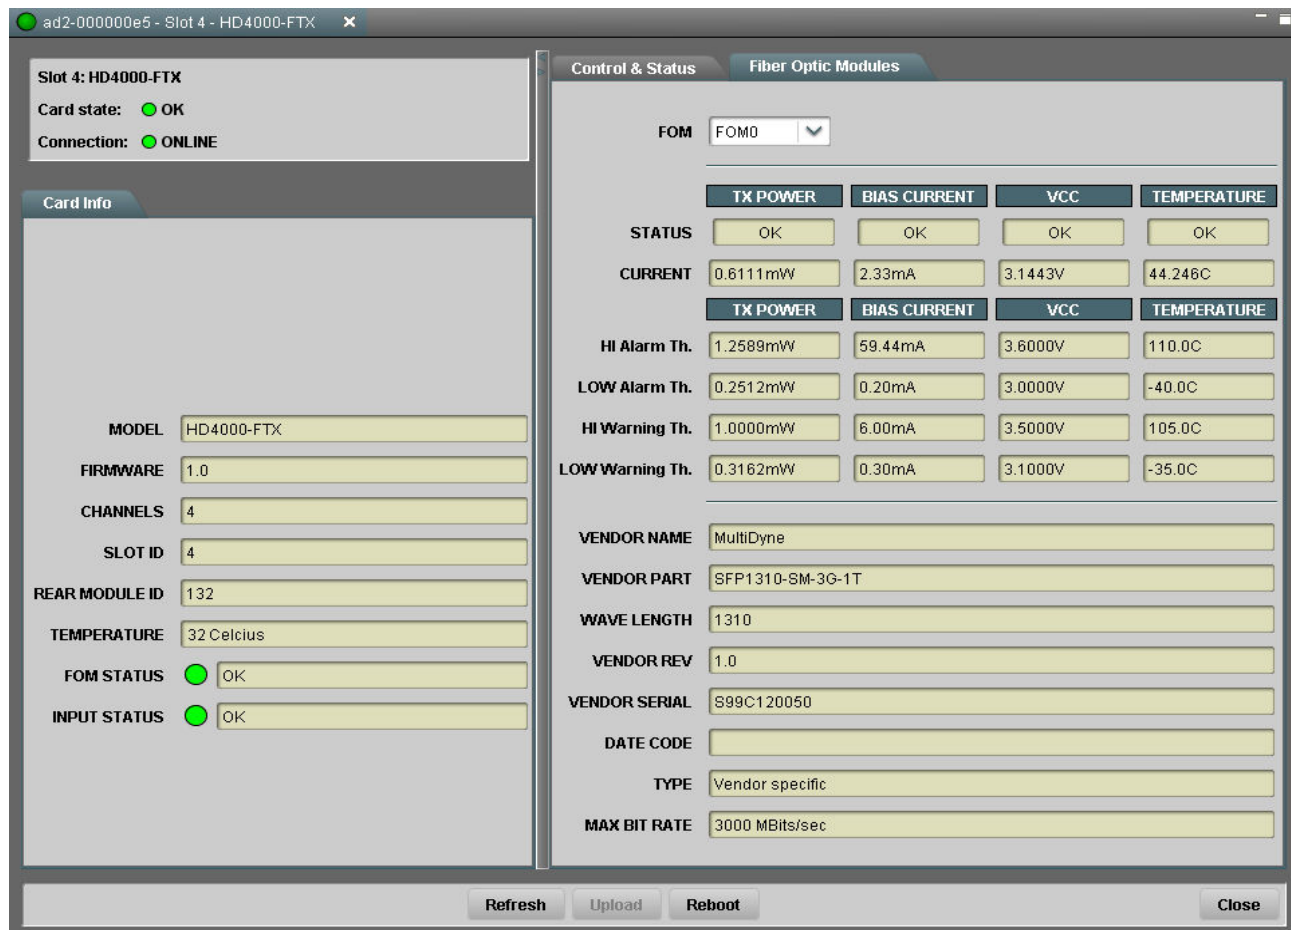 ad2-000000e5 - Slot 4 - HD4000-FTX
Slot 4: HD4000-FTX
Card state: OK
Connection: ONLINE
Card Info
MODEL HD4000-FTX
FIRMWARE 1.0
CHANNELS 4
SLOT ID 4
REAR MODULE ID 132
TEMPERATURE 32 Celcius
FOM STATUS OK
INPUT STATUS OK
Control & Status Fiber Optic Modules
FOM FOM0
TX POWER BIAS CURRENT VCC TEMPERATURE
STATUS OK OK OK OK
CURRENT 0.6111mW 2.33mA 3.1443V 44.246C
TX POWER BIAS CURRENT VCC TEMPERATURE
HI Alarm Th. 1.2589mW 59.44mA 3.6000V 110.0C
LOW Alarm Th. 0.2512mW 0.20mA 3.0000V -40.0C
HI Warning Th. 1.0000mW 6.00mA 3.5000V 105.0C
LOW Warning Th. 0.3162mW 0.30mA 3.1000V -35.0C
VENDOR NAME MultiDyne
VENDOR PART SFP1310-SM-3G-1T
WAVE LENGTH 1310
VENDOR REV 1.0
VENDOR SERIAL S99C120050
DATE CODE
TYPE Vendor specific
MAX BIT RATE 3000 MBits/sec
Refresh Upload Reboot Close